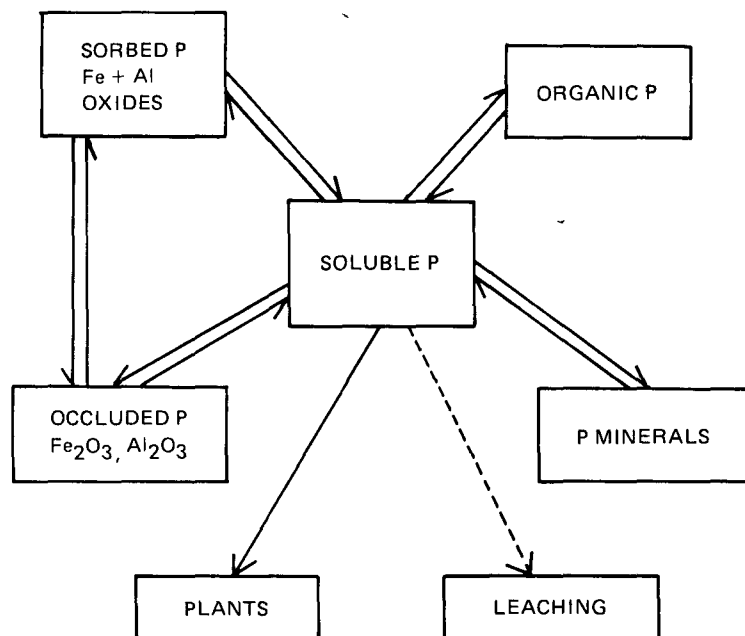 SORBED P
Fe + Al
OXIDES
ORGANIC P
SOLUBLE P
OCCLUDED P
Fe₂O₃, Al₂O₃
P MINERALS
PLANTS
LEACHING